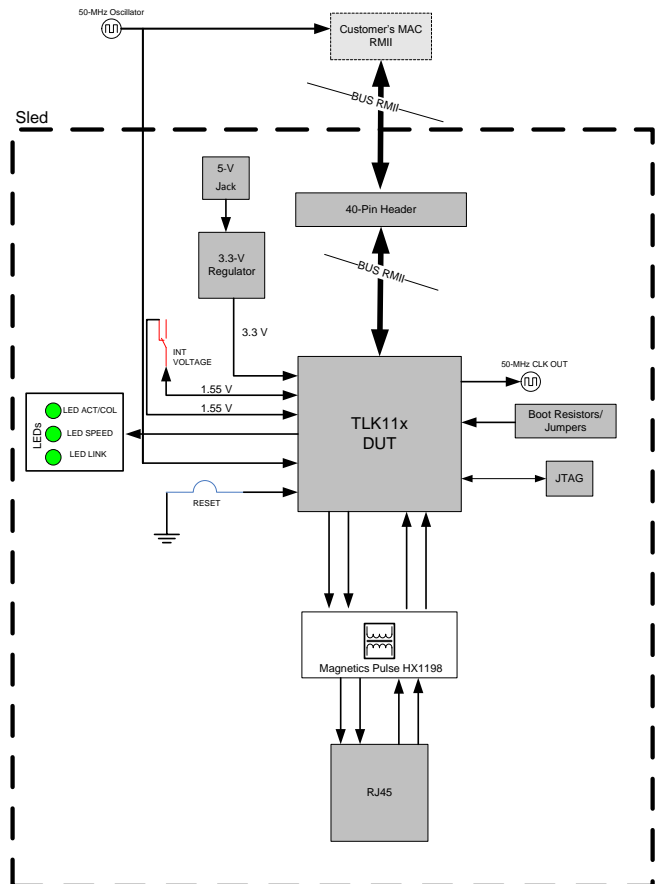 50-MHz Oscillator
Customer's MAC
RMII
BUS RMII
Sled
5-V
Jack
40-Pin Header
3.3-V
Regulator
BUS RMII
3.3 V
INT
VOLTAGE
50-MHz CLK OUT
1.55 V
1.55 V
LEDs
LED ACT/COL
LED SPEED
LED LINK
TLK11x
DUT
Boot Resistors/
Jumpers
JTAG
RESET
Magnetics Pulse HX1198
RJ45